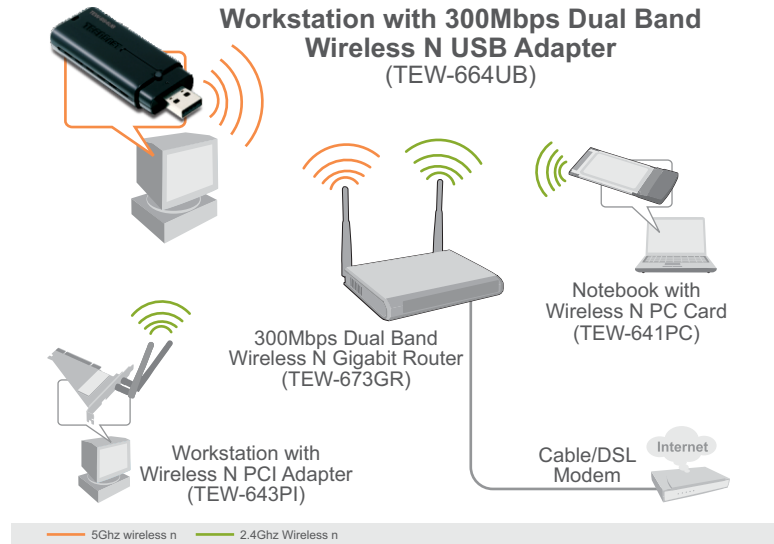 Workstation with 300Mbps Dual Band
Wireless N USB Adapter
(TEW-664UB)
300Mbps Dual Band
Wireless N Gigabit Router
(TEW-673GR)
Notebook with
Wireless N PC Card
(TEW-641PC)
Workstation with
Wireless N PCI Adapter
(TEW-643PI)
Cable/DSL
Modem
Internet
5Ghz wireless n
2.4Ghz Wireless n